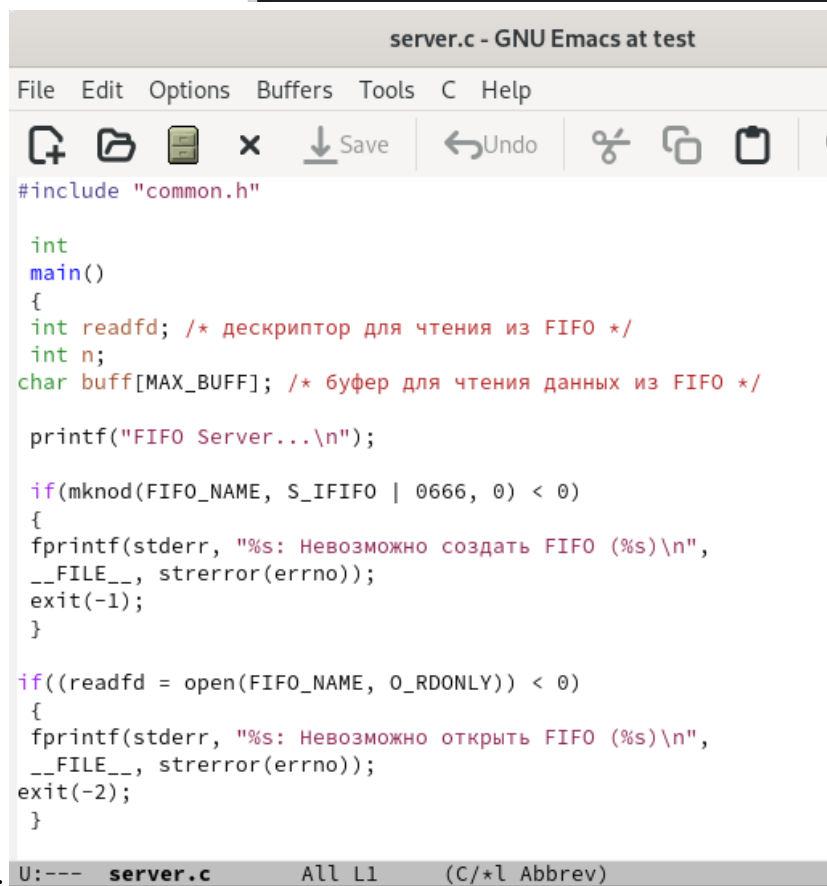 server.c - GNU Emacs at test
File Edit Options Buffers Tools C Help
Save Undo
#include "common.h"
int
main()
{
int readfd; /* дескриптор для чтения из FIFO */
int n;
char buff[MAX_BUFF]; /* буфер для чтения данных из FIFO */
printf("FIFO Server...\n");
if(mknod(FIFO_NAME, S_IFIFO | 0666, 0) < 0)
{
fprintf(stderr, "%s: Невозможно создать FIFO (%s)\n",
__FILE__, strerror(errno));
exit(-1);
}
if((readfd = open(FIFO_NAME, O_RDONLY)) < 0)
{
fprintf(stderr, "%s: Невозможно открыть FIFO (%s)\n",
__FILE__, strerror(errno));
exit(-2);
}
U:--- server.c All L1 (C/*l Abbrev)